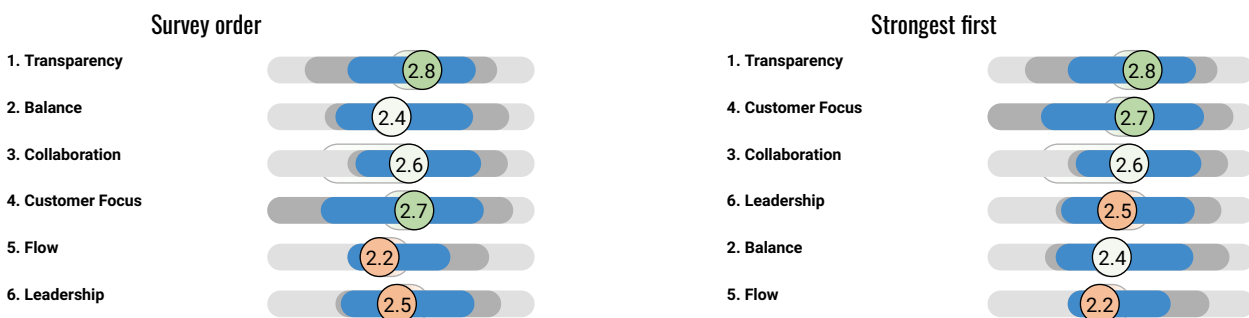 Survey order
1. Transparency 2.8
2. Balance 2.4
3. Collaboration 2.6
4. Customer Focus 2.7
5. Flow 2.2
6. Leadership 2.5
Strongest first
1. Transparency 2.8
4. Customer Focus 2.7
3. Collaboration 2.6
6. Leadership 2.5
2. Balance 2.4
5. Flow 2.2